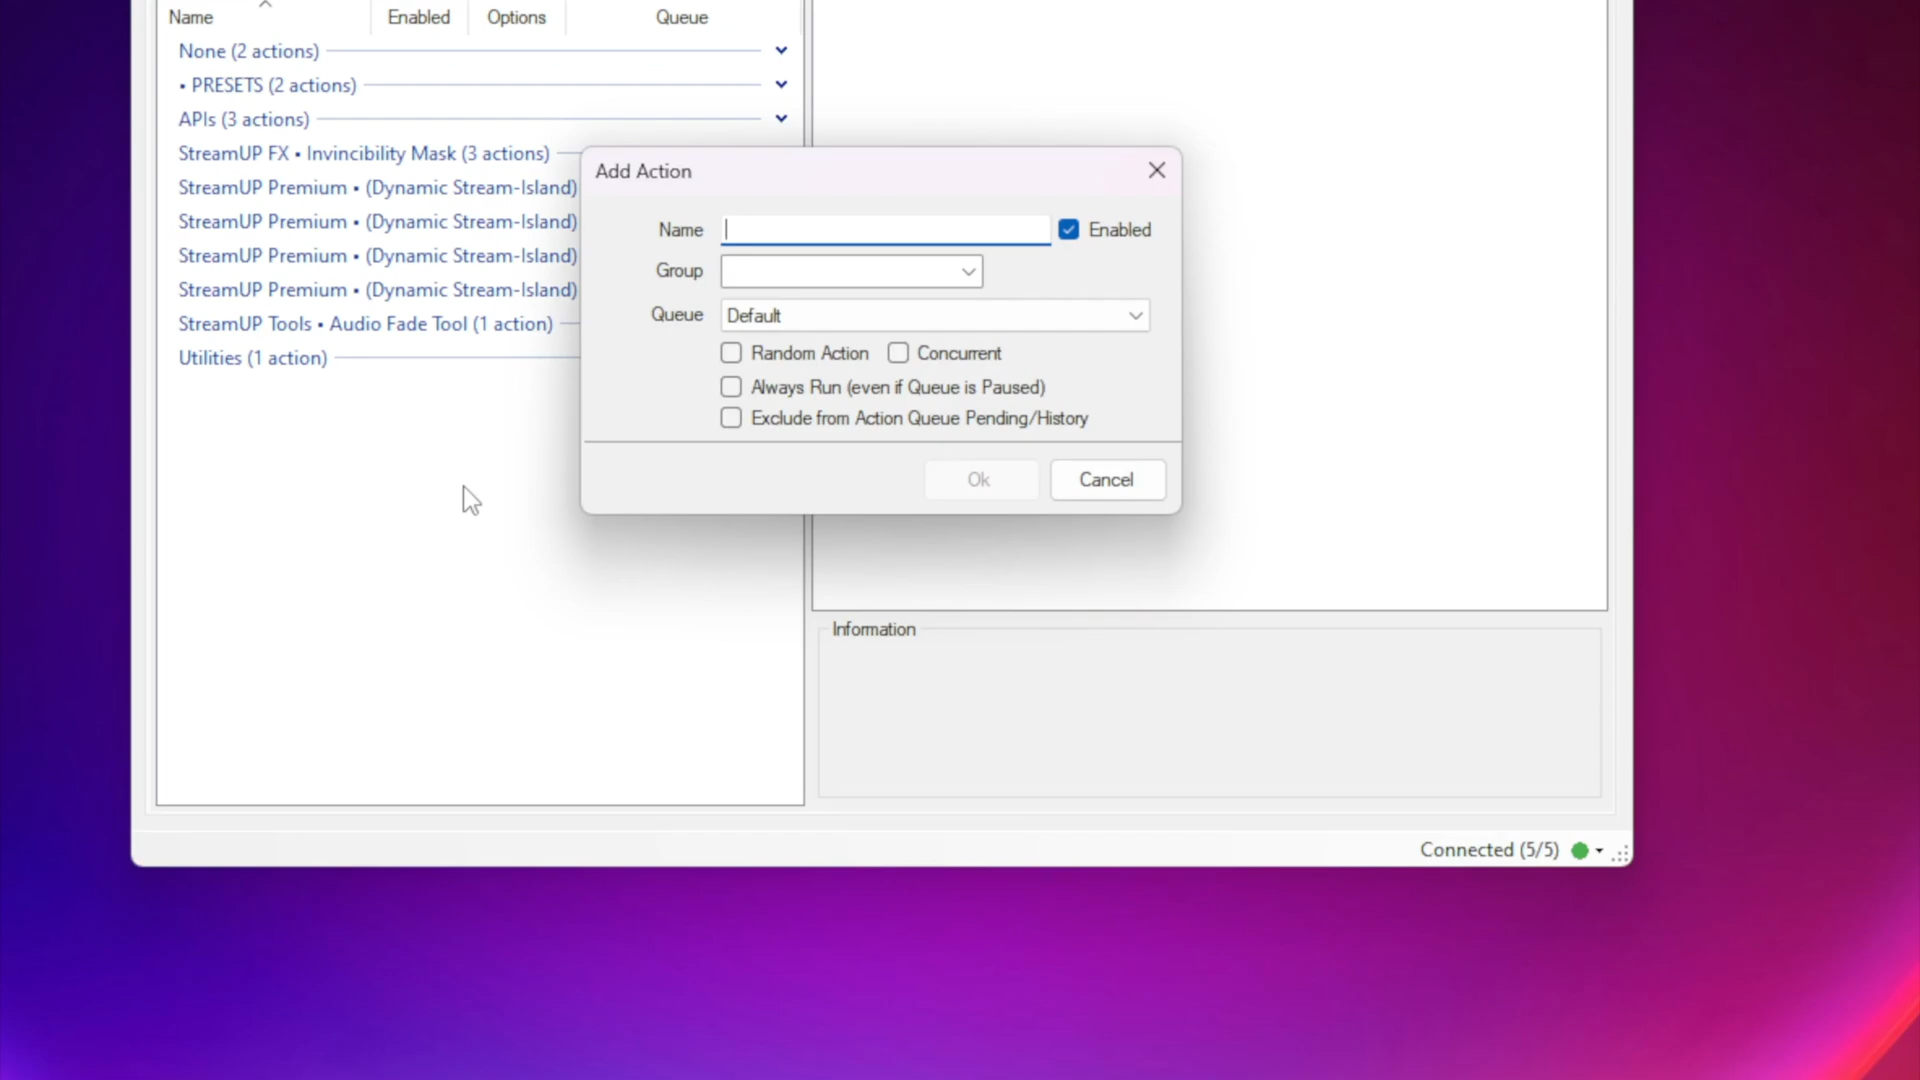 Name Enabled Options Queue
None (2 actions)
• PRESETS (2 actions)
APIs (3 actions)
StreamUP FX • Invincibility Mask (3 actions)
StreamUP Premium • (Dynamic Stream-Island)
StreamUP Premium • (Dynamic Stream-Island)
StreamUP Premium • (Dynamic Stream-Island)
StreamUP Premium • (Dynamic Stream-Island)
StreamUP Tools • Audio Fade Tool (1 action)
Utilities (1 action)
Add Action
Name
Enabled
Group
Queue Default
Random Action Concurrent
Always Run (even if Queue is Paused)
Exclude from Action Queue Pending/History
Ok Cancel
Information
Connected (5/5)